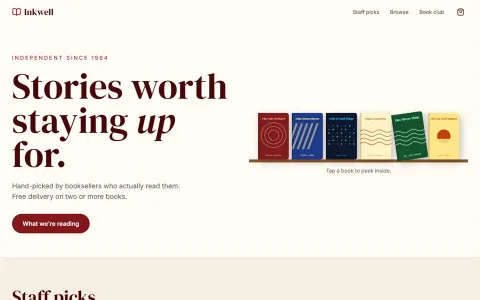 Inkwell
Staff picks
Browse
Book club
INDEPENDENT SINCE 1964
Stories worth
staying up
for.
Hand-picked by booksellers who actually read them.
Free delivery on two or more books.
What we're reading
Tap a book to peek inside.
Staff picks